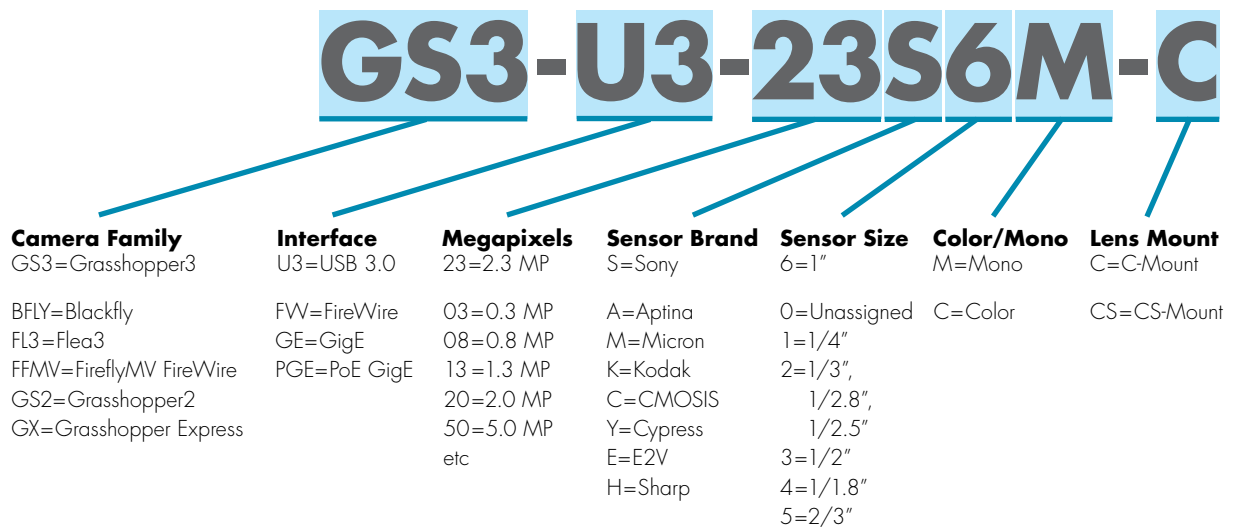 GS3-U3-23S6M-C
Camera Family
GS3=Grasshopper3
BFLY=Blackfly
FL3=Flea3
FFMV=FireflyMV FireWire
GS2=Grasshopper2
GX=Grasshopper Express
Interface
U3=USB 3.0
FW=FireWire
GE=GigE
PGE=PoE GigE
Megapixels
23=2.3 MP
03=0.3 MP
08=0.8 MP
13=1.3 MP
20=2.0 MP
50=5.0 MP
etc
Sensor Brand
S=Sony
A=Aptina
M=Micron
K=Kodak
C=CMOSIS
Y=Cypress
E=E2V
H=Sharp
Sensor Size
6=1"
0=Unassigned
1=1/4"
2=1/3",
1/2.8",
1/2.5"
3=1/2"
4=1/1.8"
5=2/3"
Color/Mono
M=Mono
C=Color
Lens Mount
C=C-Mount
CS=CS-Mount